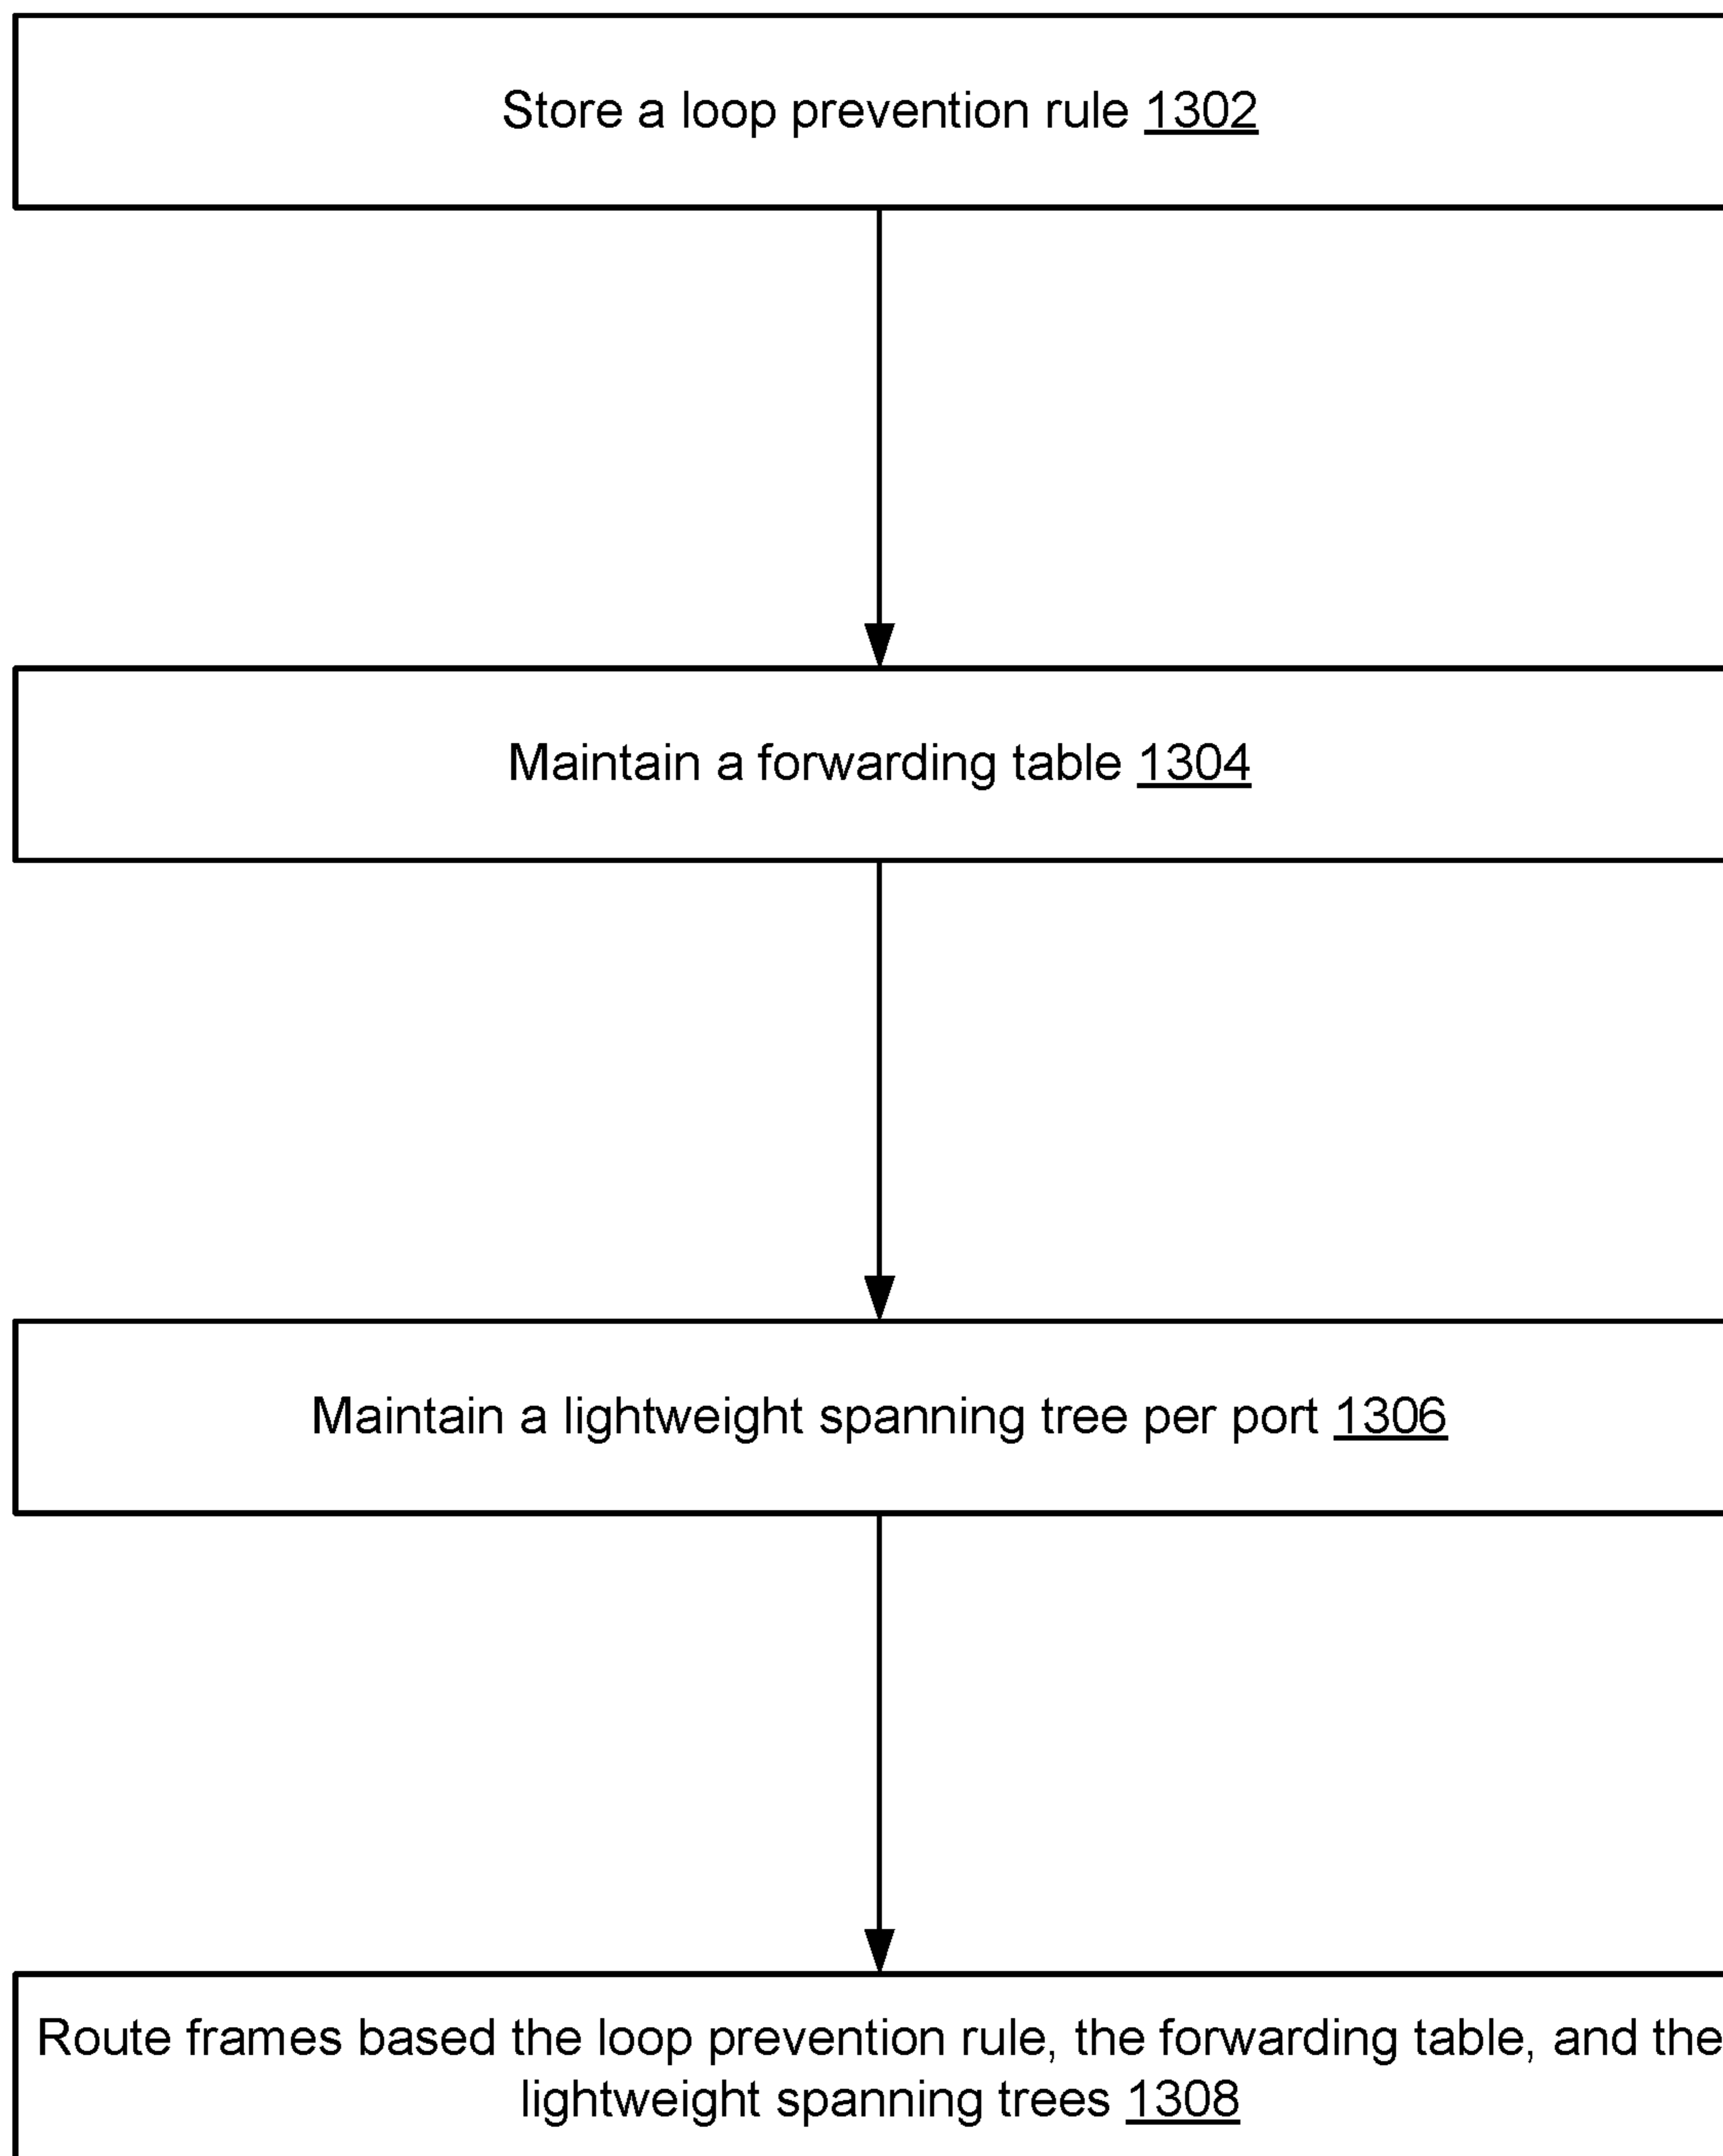 Store a loop prevention rule 1302
Maintain a forwarding table 1304
Maintain a lightweight spanning tree per port 1306
Route frames based the loop prevention rule, the forwarding table, and the
lightweight spanning trees 1308